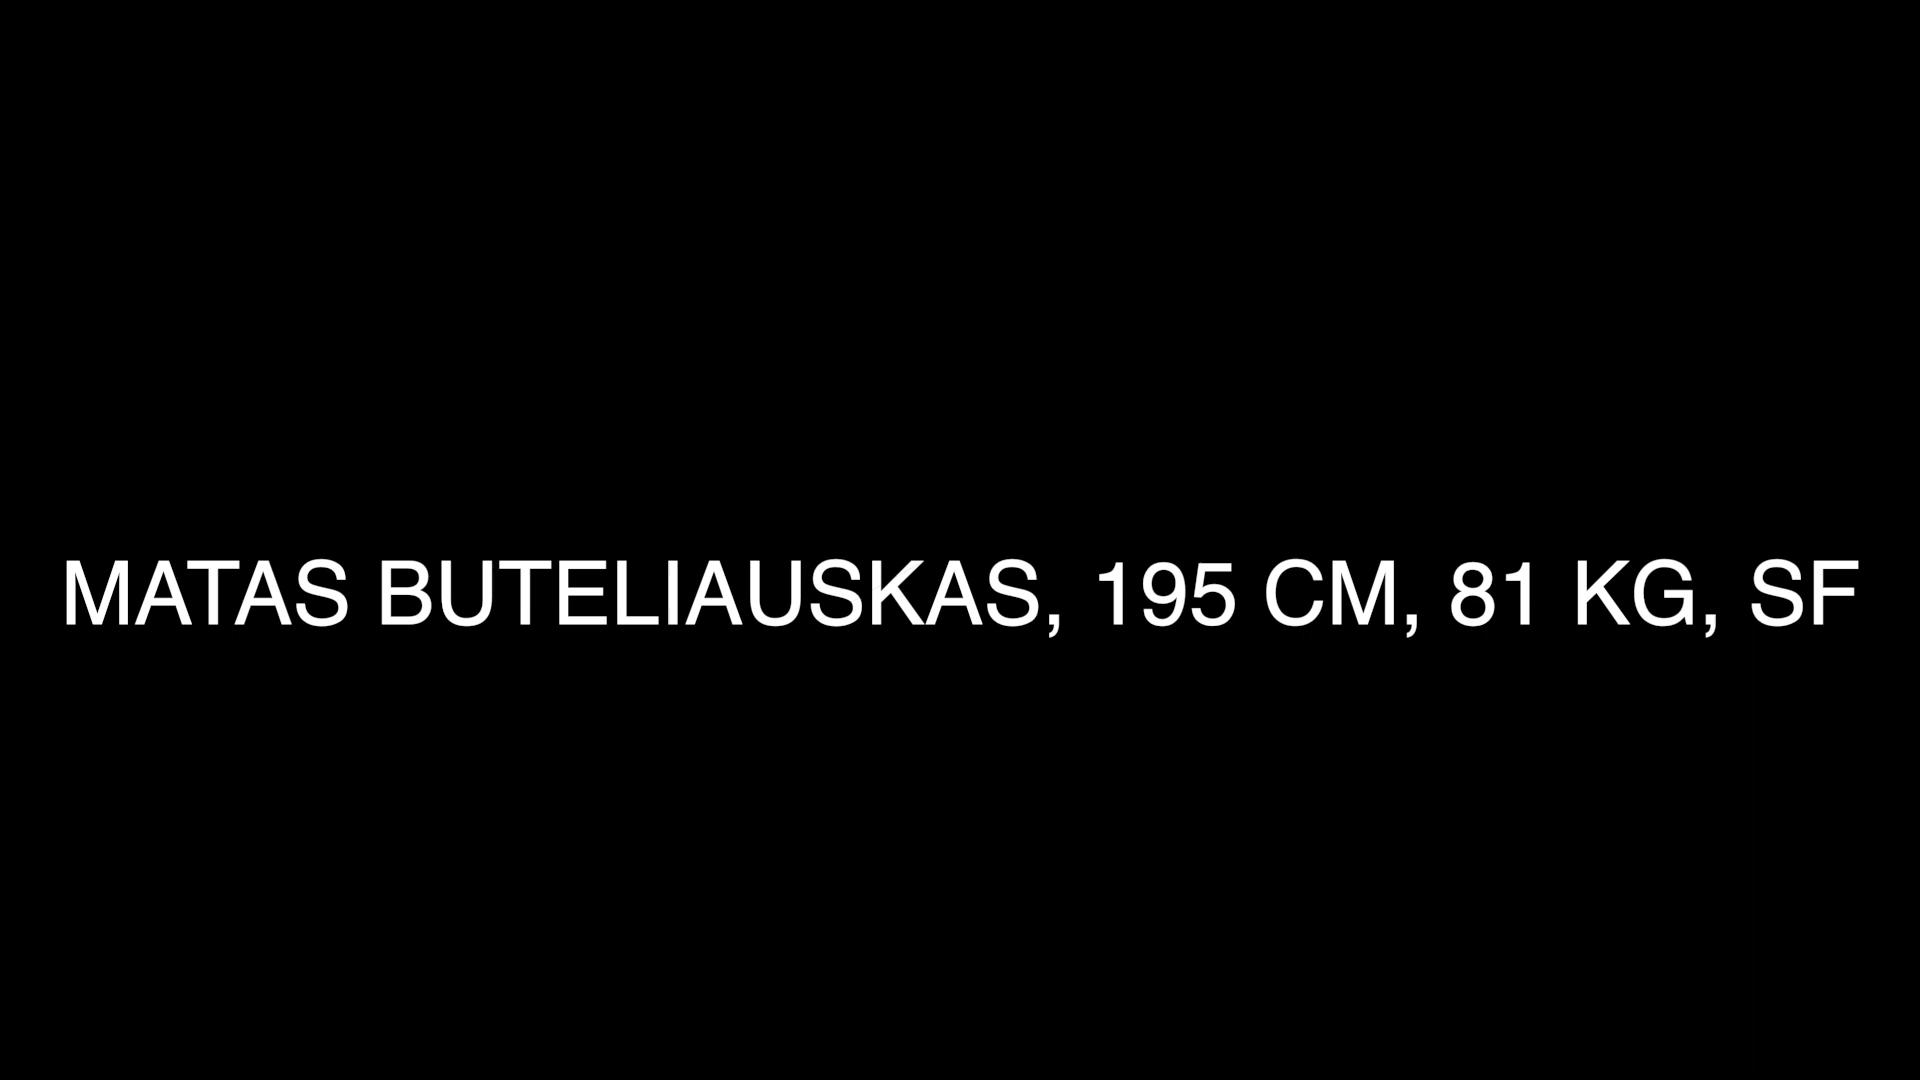 MATAS BUTELIAUSKAS, 195 CM, 81 KG, SF